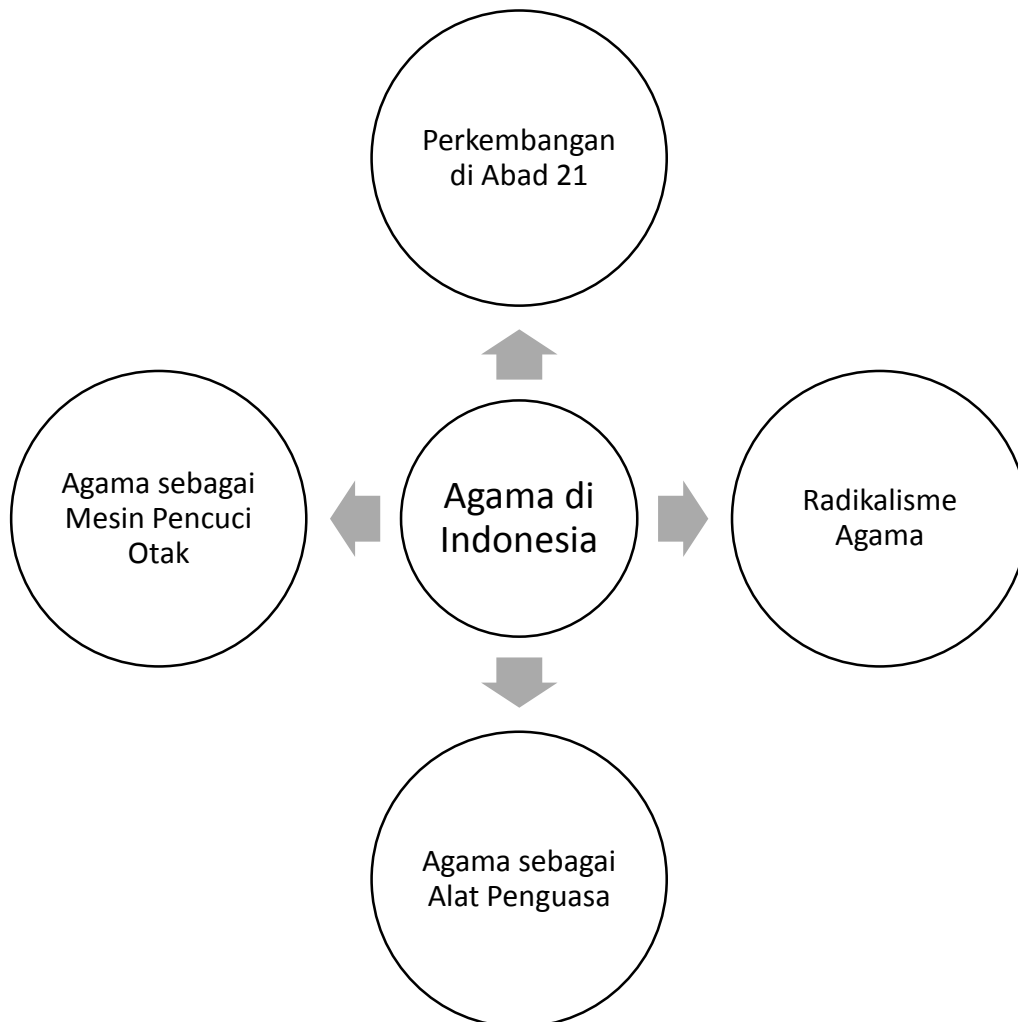 Perkembangan
di Abad 21
Agama sebagai
Mesin Pencuci
Otak
Agama di
Indonesia
Radikalisme
Agama
Agama sebagai
Alat Penguasa